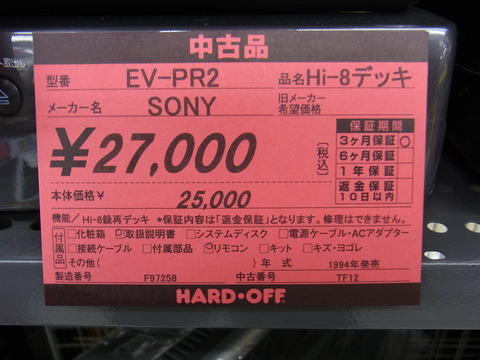 中古品
型番 EV-PR2 品名 Hi-8デッキ
メーカー名 SONY 旧メーカー希望価格
¥27,000 [税込]
保証期間
3ヶ月保証 ○
6ヶ月保証
1年保証
返金保証
10日以内
本体価格¥ 25,000
機能/Hi-8録再デッキ *保証内容は「返金保証」となります。修理はできません。
付属品 □化粧箱 ☑取扱説明書 □システムディスク □電源ケーブル・ACアダプター
□接続ケーブル □付属部品 ☑リモコン □キット □キズ・ヨゴレ
□その他( ) 年式 1994年発売
製造番号 F97258 中古番号 TF12
HARD・OFF
取出し